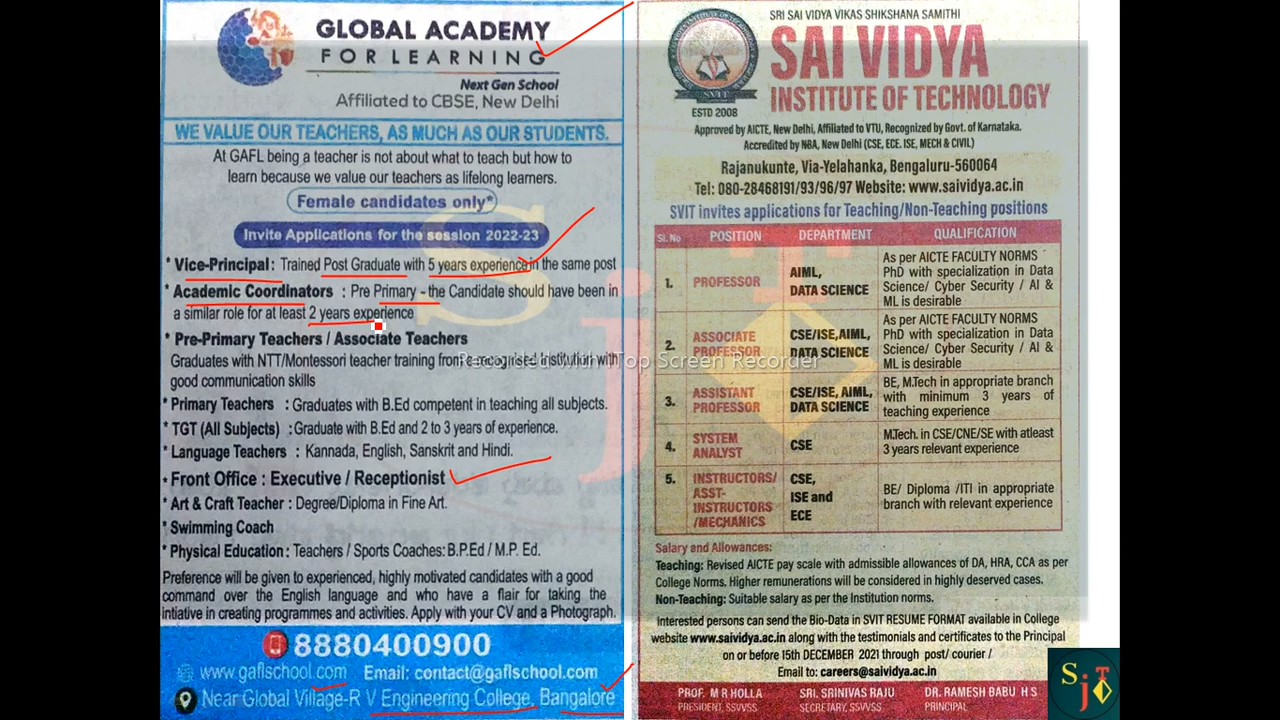 GLOBAL ACADEMY
FOR LEARNING
Next Gen School
Affiliated to CBSE, New Delhi
WE VALUE OUR TEACHERS, AS MUCH AS OUR STUDENTS.
At GAFL being a teacher is not about what to teach but how to
learn because we value our teachers as lifelong learners.
Female candidates only*
Invite Applications for the session 2022-23
* Vice-Principal : Trained Post Graduate with 5 years experience in the same post
* Academic Coordinators : Pre Primary - the Candidate should have been in
a similar role for at least 2 years experience
* Pre-Primary Teachers / Associate Teachers
Graduates with NTT/Montessori teacher training from a recognised Institution with
good communication skills
* Primary Teachers : Graduates with B.Ed competent in teaching all subjects.
* TGT (All Subjects) : Graduate with B.Ed and 2 to 3 years of experience.
* Language Teachers : Kannada, English, Sanskrit and Hindi.
* Front Office : Executive / Receptionist
* Art & Craft Teacher : Degree/Diploma in Fine Art.
* Swimming Coach
* Physical Education : Teachers / Sports Coaches: B.P.Ed / M.P. Ed.
Preference will be given to experienced, highly motivated candidates with a good
command over the English language and who have a flair for taking the
intiative in creating programmes and activities. Apply with your CV and a Photograph.
8880400900
www.gaflschool.com Email: contact@gaflschool.com
Near Global Village-R V Engineering College, Bangalore
SRI SAI VIDYA VIKAS SHIKSHANA SAMITHI
SAI VIDYA
INSTITUTE OF TECHNOLOGY
SVIT
ESTD 2008
Approved by AICTE, New Delhi, Affiliated to VTU, Recognized by Govt. of Karnataka.
Accredited by NBA, New Delhi (CSE, ECE. ISE, MECH & CIVIL)
Rajanukunte, Via-Yelahanka, Bengaluru-560064
Tel: 080-28468191/93/96/97 Website: www.saividya.ac.in
SVIT invites applications for Teaching/Non-Teaching positions
Sl. No POSITION DEPARTMENT QUALIFICATION
1. PROFESSOR
AIML,
DATA SCIENCE
As per AICTE FACULTY NORMS
PhD with specialization in Data
Science/ Cyber Security / AI &
ML is desirable
2. ASSOCIATE
PROFESSOR
CSE/ISE,AIML,
DATA SCIENCE
As per AICTE FACULTY NORMS
PhD with specialization in Data
Science/ Cyber Security / AI &
ML is desirable
3. ASSISTANT
PROFESSOR
CSE/ISE, AIML,
DATA SCIENCE
BE, M.Tech in appropriate branch
with minimum 3 years of
teaching experience
4. SYSTEM
ANALYST
CSE
M.Tech. in CSE/CNE/SE with atleast
3 years relevant experience
5. INSTRUCTORS/
ASST-
INSTRUCTORS
/MECHANICS
CSE,
ISE and
ECE
BE/ Diploma /ITI in appropriate
branch with relevant experience
Salary and Allowances:
Teaching: Revised AICTE pay scale with admissible allowances of DA, HRA, CCA as per
College Norms. Higher remunerations will be considered in highly deserved cases.
Non-Teaching: Suitable salary as per the Institution norms.
Interested persons can send the Bio-Data in SVIT RESUME FORMAT available in College
website www.saividya.ac.in along with the testimonials and certificates to the Principal
on or before 15th DECEMBER 2021 through post/ courier /
Email to: careers@saividya.ac.in
PROF. M R HOLLA
PRESIDENT, SSVVSS
SRI. SRINIVAS RAJU
SECRETARY, SSVVSS
DR. RAMESH BABU H S
PRINCIPAL
SjT
SjT